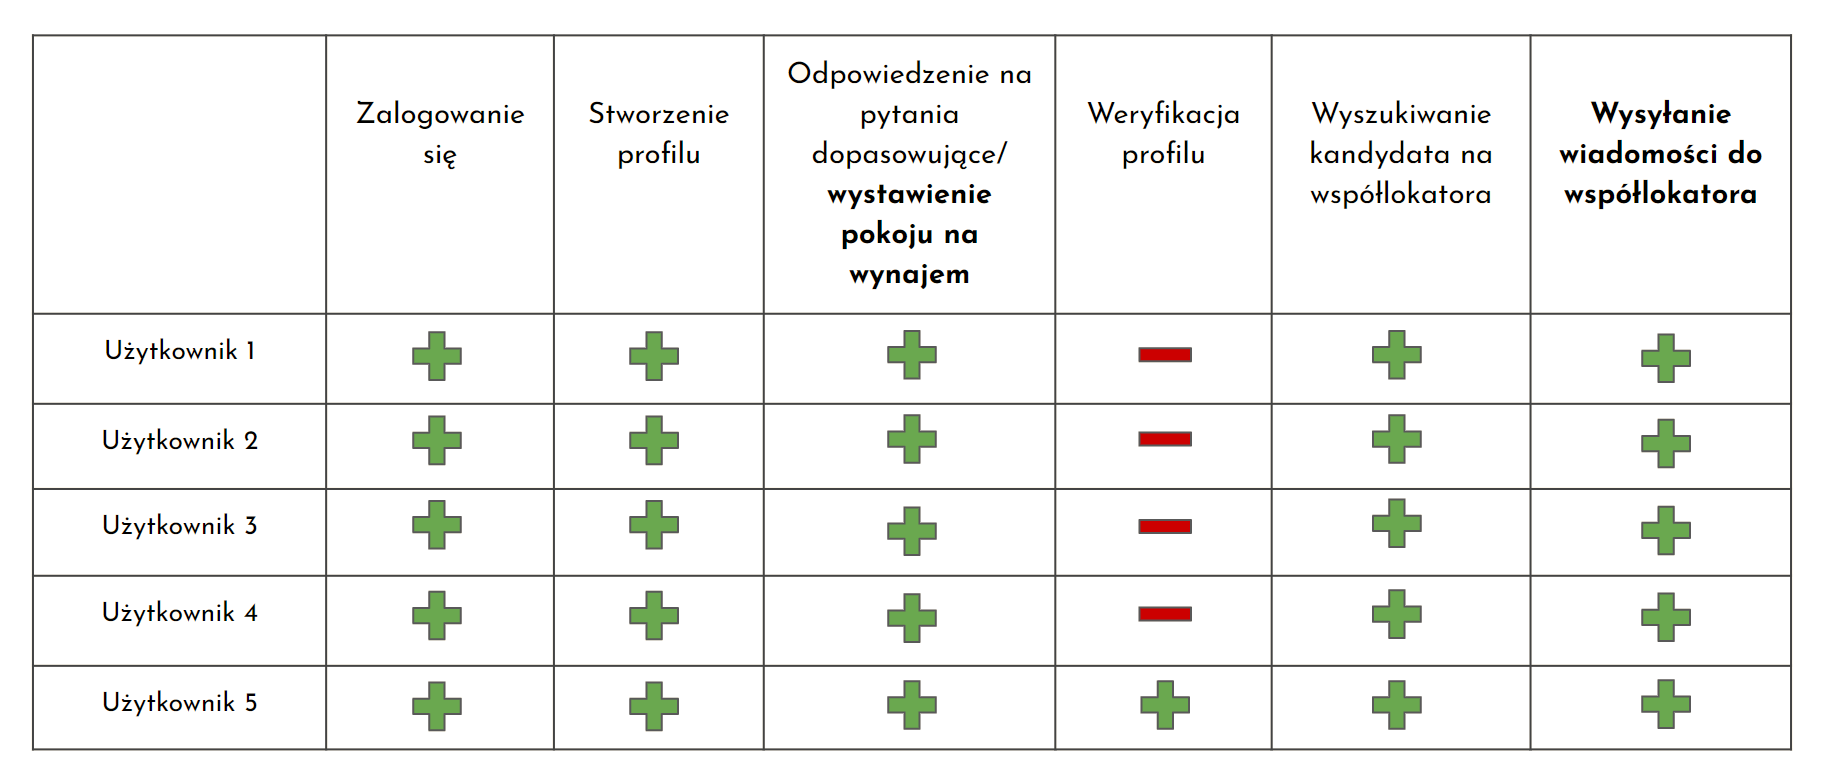 Zalogowanie
się
Stworzenie
profilu
Odpowiedzenie na
pytania
dopasowujące/
wystawienie
pokoju na
wynajem
Weryfikacja
profilu
Wyszukiwanie
kandydata na
współlokatora
Wysyłanie
wiadomości do
współlokatora
Użytkownik 1
Użytkownik 2
Użytkownik 3
Użytkownik 4
Użytkownik 5